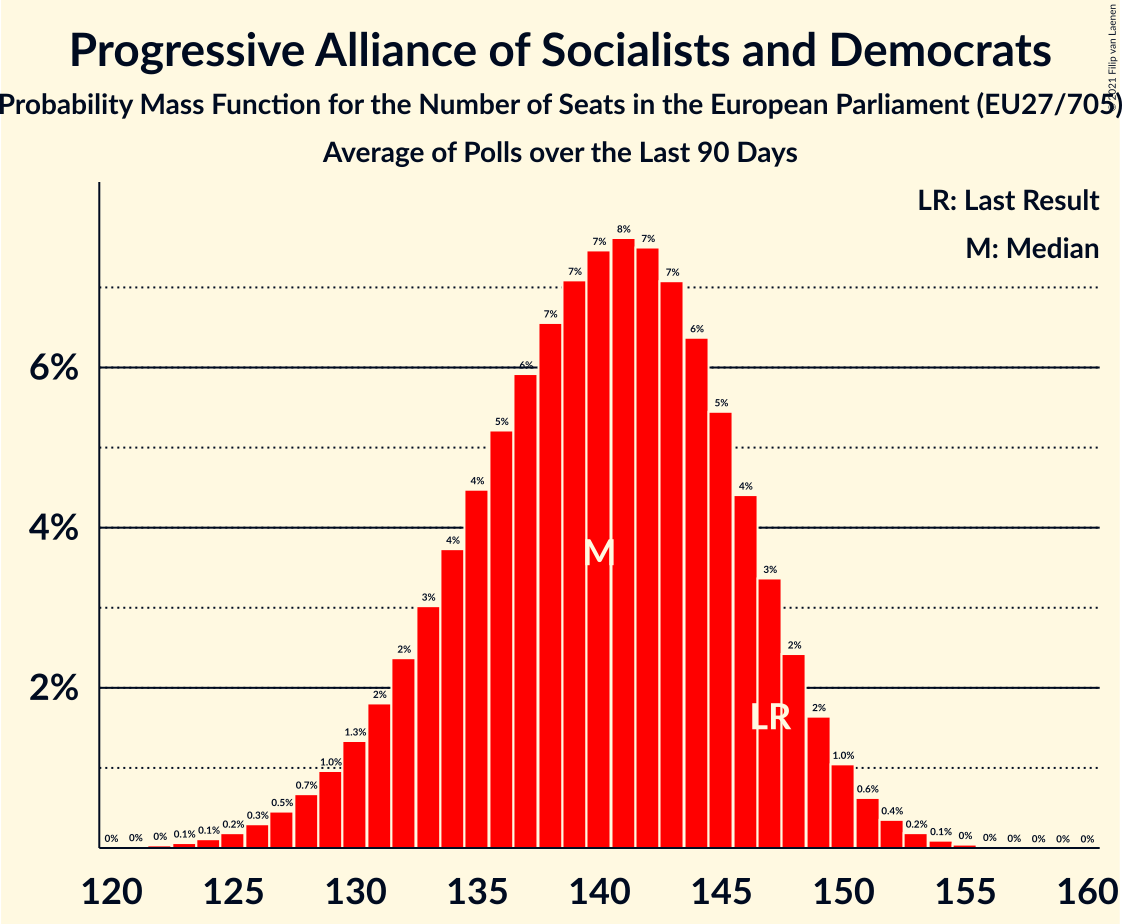 Progressive Alliance of Socialists and Democrats
Probability Mass Function for the Number of Seats in the European Parliament (EU27/705)
Average of Polls over the Last 90 Days
2021 Filip van Laenen
LR: Last Result
M: Median
6%
4%
2%
0% 0% 0% 0.1% 0.1% 0.2% 0.3% 0.5% 0.7% 1.0% 1.3% 2% 2% 3% 4% 4% 5% 6% 7% 7% 7% 8% 7% 7% 6% 5% 4% 3% 2% 2% 1.0% 0.6% 0.4% 0.2% 0.1% 0% 0% 0% 0% 0% 0%
M
LR
120 125 130 135 140 145 150 155 160